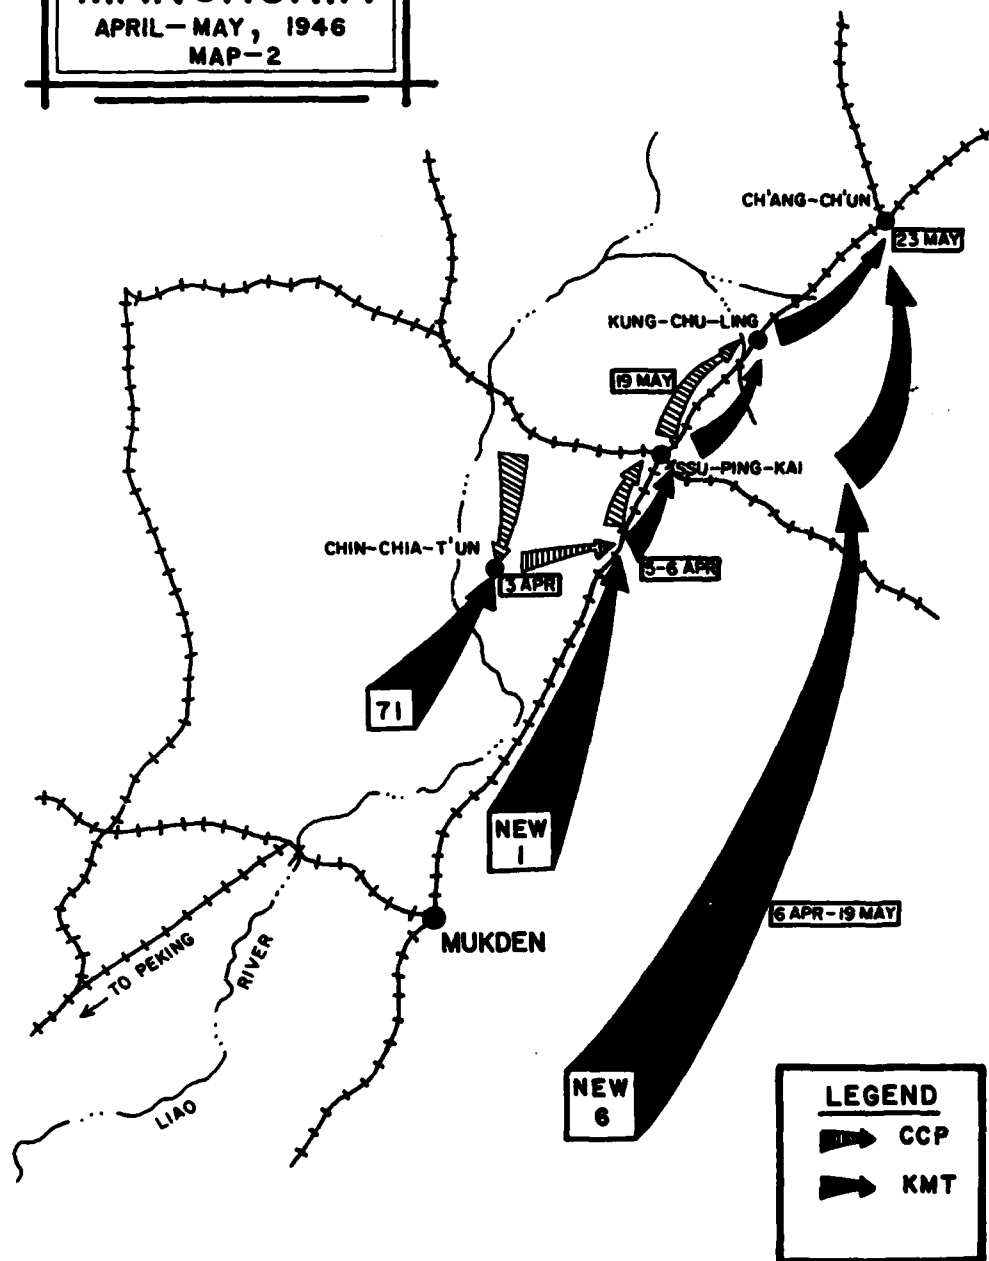 APRIL-MAY, 1946
MAP-2
CH'ANG-CH'UN
23 MAY
KUNG-CHU-LING
19 MAY
SSU-PING-KAI
CHIN-CHIA-T'UN
3 APR
5-6 APR
71
NEW
1
6 APR-19 MAY
MUKDEN
TO PEKING
RIVER
LIAO
NEW
6
LEGEND
CCP
KMT